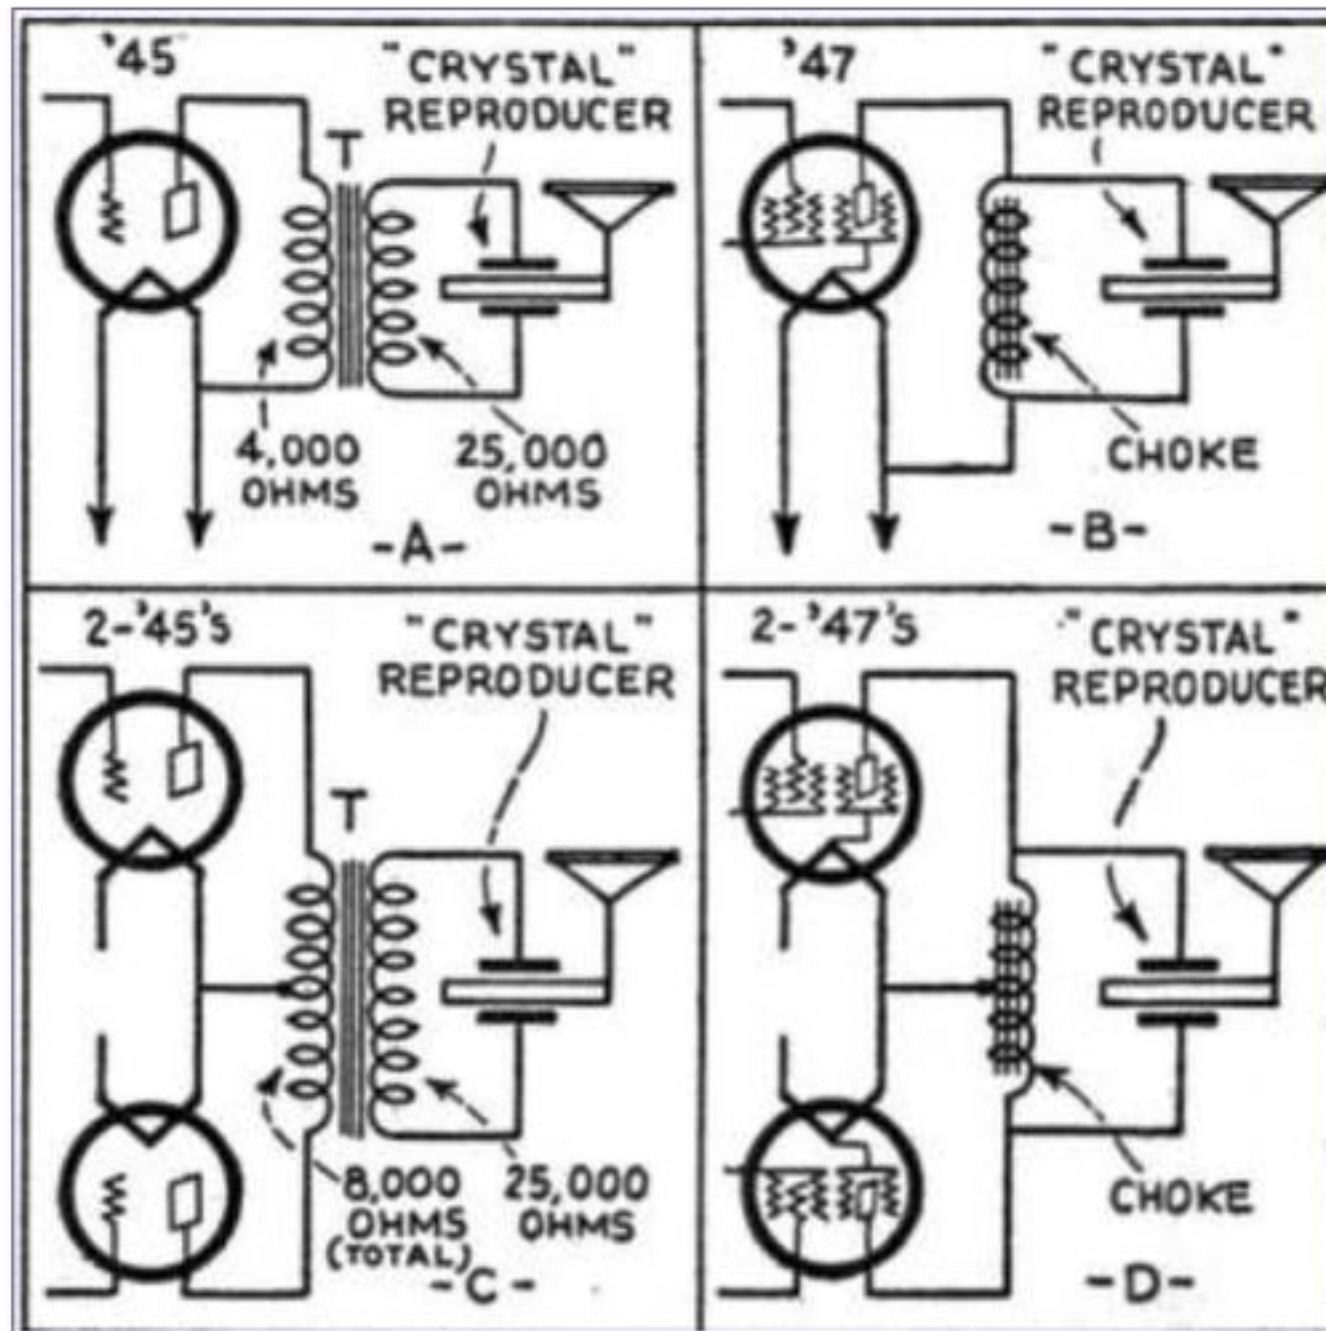 '45
"CRYSTAL"
REPRODUCER
T
4,000
OHMS
25,000
OHMS
-A-
'47
"CRYSTAL"
REPRODUCER
CHOKE
-B-
2-'45's
"CRYSTAL"
REPRODUCER
T
8,000
OHMS
(TOTAL)
25,000
OHMS
-C-
2-'47's
"CRYSTAL"
REPRODUCER
CHOKE
-D-